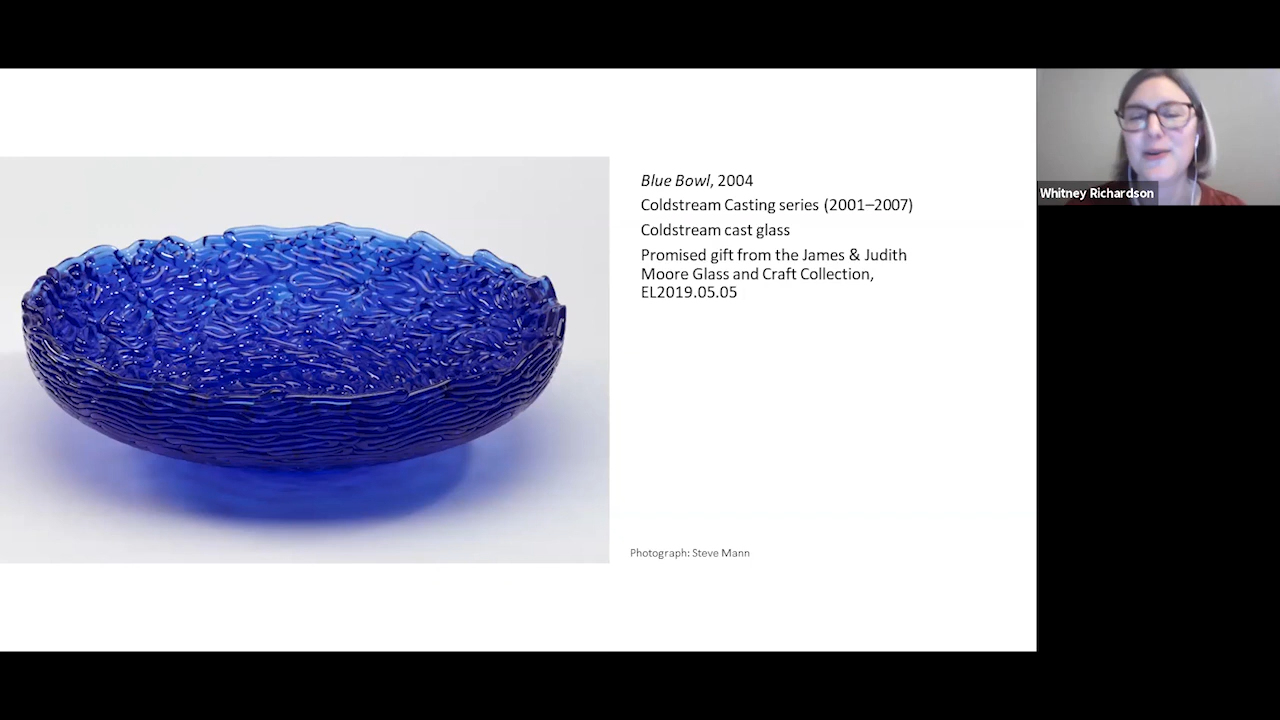 Blue Bowl, 2004
Coldstream Casting series (2001–2007)
Coldstream cast glass
Promised gift from the James & Judith
Moore Glass and Craft Collection,
EL2019.05.05
Photograph: Steve Mann
Whitney Richardson